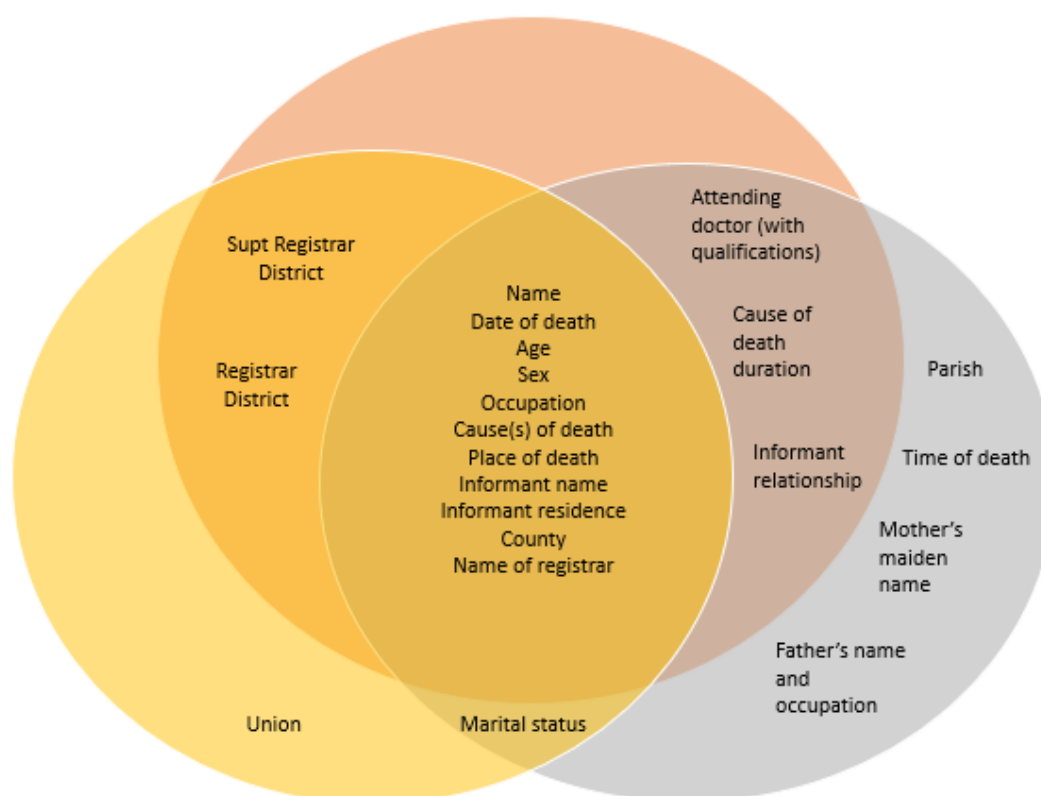 Supt Registrar
District
Registrar
District
Name
Date of death
Age
Sex
Occupation
Cause(s) of death
Place of death
Informant name
Informant residence
County
Name of registrar
Attending
doctor (with
qualifications)
Cause of
death
duration
Informant
relationship
Parish
Time of death
Mother's
maiden
name
Father's name
and
occupation
Union
Marital status